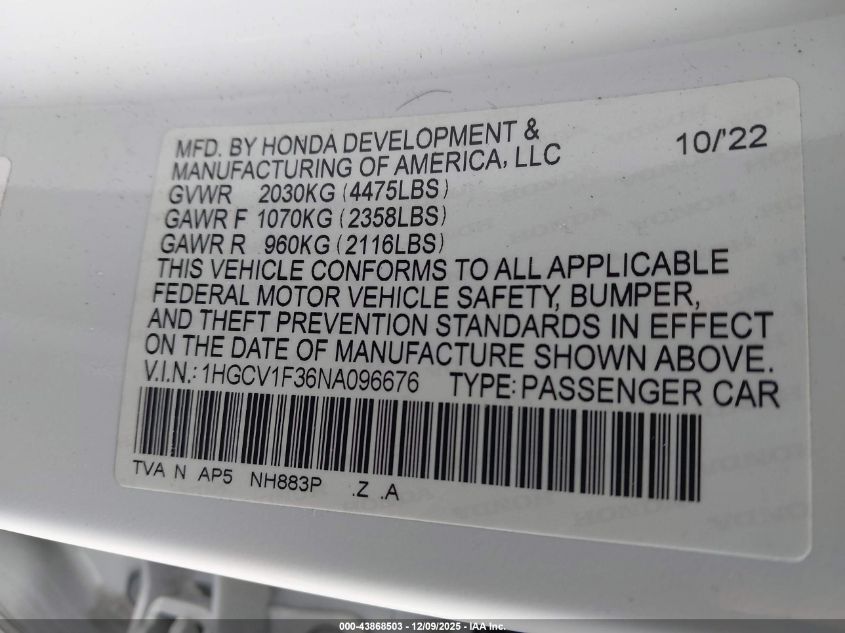 MFD. BY HONDA DEVELOPMENT &
MANUFACTURING OF AMERICA, LLC 10/'22
GVWR 2030KG (4475LBS)
GAWR F 1070KG (2358LBS)
GAWR R 960KG (2116LBS)
THIS VEHICLE CONFORMS TO ALL APPLICABLE
FEDERAL MOTOR VEHICLE SAFETY, BUMPER,
AND THEFT PREVENTION STANDARDS IN EFFECT
ON THE DATE OF MANUFACTURE SHOWN ABOVE.
V.I.N.: 1HGCV1F36NA096676 TYPE: PASSENGER CAR
TVA N AP5 NH883P .Z .A
000-43868503 - 12/09/2025 - IAA Inc.